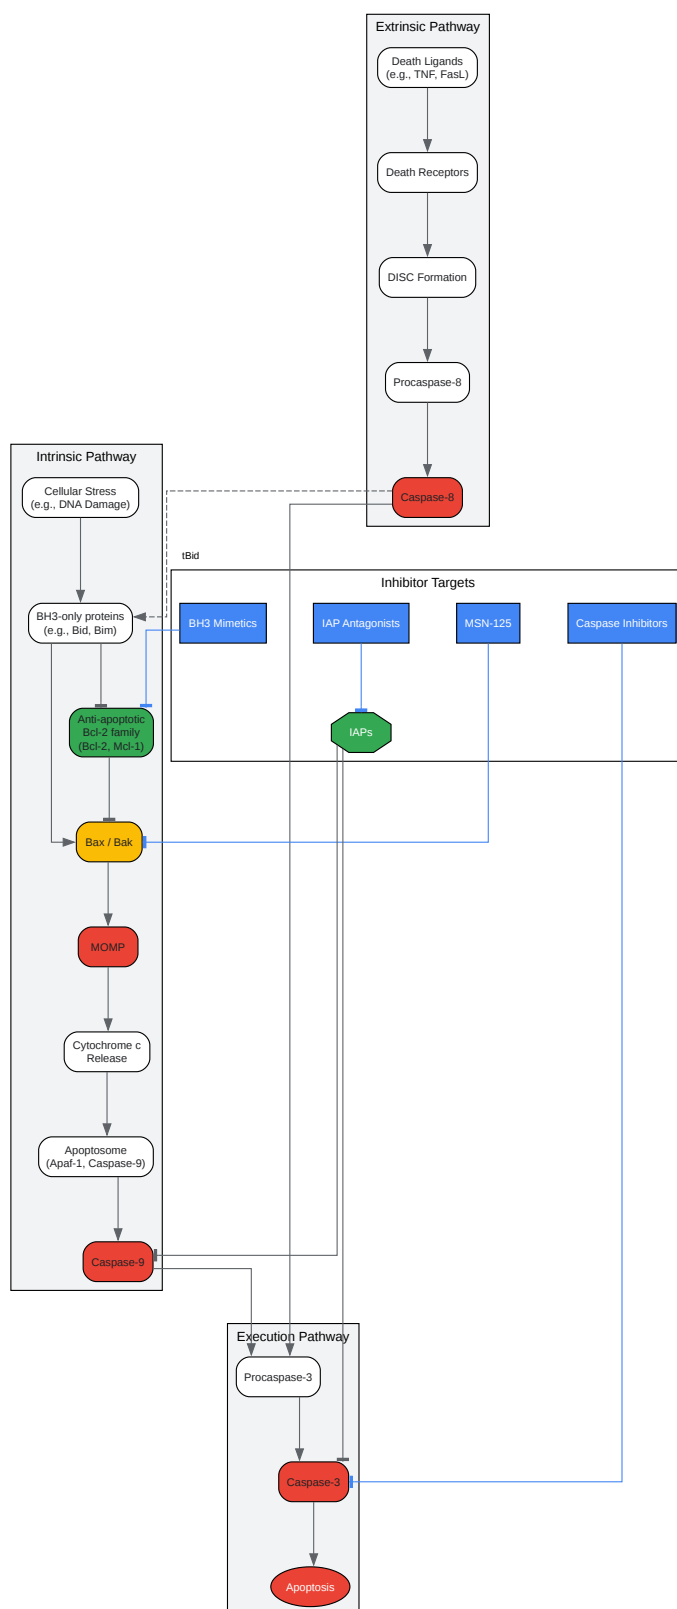 Extrinsic Pathway
Death Ligands
(e.g., TNF, FasL)
Death Receptors
DISC Formation
Procaspase-8
Caspase-8
Intrinsic Pathway
Cellular Stress
(e.g., DNA Damage)
tBid
BH3-only proteins
(e.g., Bid, Bim)
Inhibitor Targets
BH3 Mimetics
IAP Antagonists
MSN-125
Caspase Inhibitors
IAPs
Anti-apoptotic
Bcl-2 family
(Bcl-2, Mcl-1)
Bax / Bak
MOMP
Cytochrome c
Release
Apoptosome
(Apaf-1, Caspase-9)
Caspase-9
Execution Pathway
Procaspase-3
Caspase-3
Apoptosis